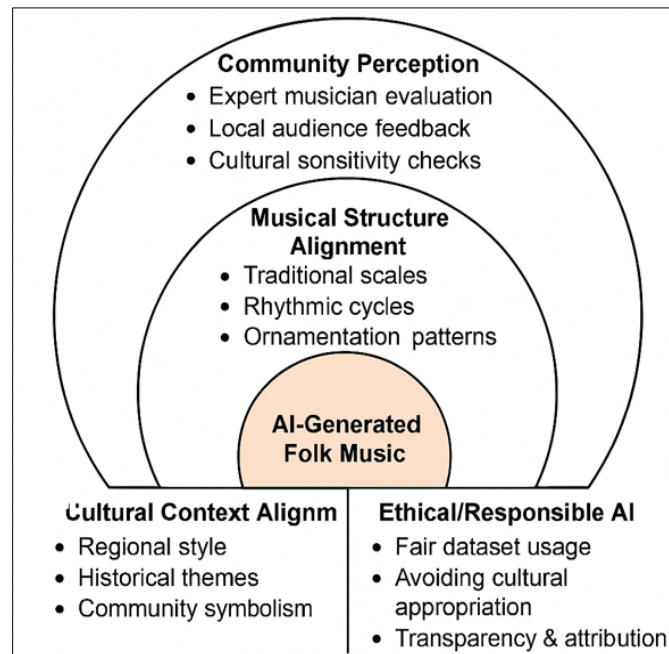 Community Perception
• Expert musician evaluation
• Local audience feedback
• Cultural sonsitivity checks
Musical Structure
Alignment
• Traditional scales
• Rhythmic cycles
• Ornamentation patterns
AI-Generated
Folk Music
Cultural Context Alignm
• Regional style
• Historical themes
• Community symbolism
Ethical/Responsible AI
• Fair dataset usage
• Avoiding cultural
appropriation
• Transparency & attribution